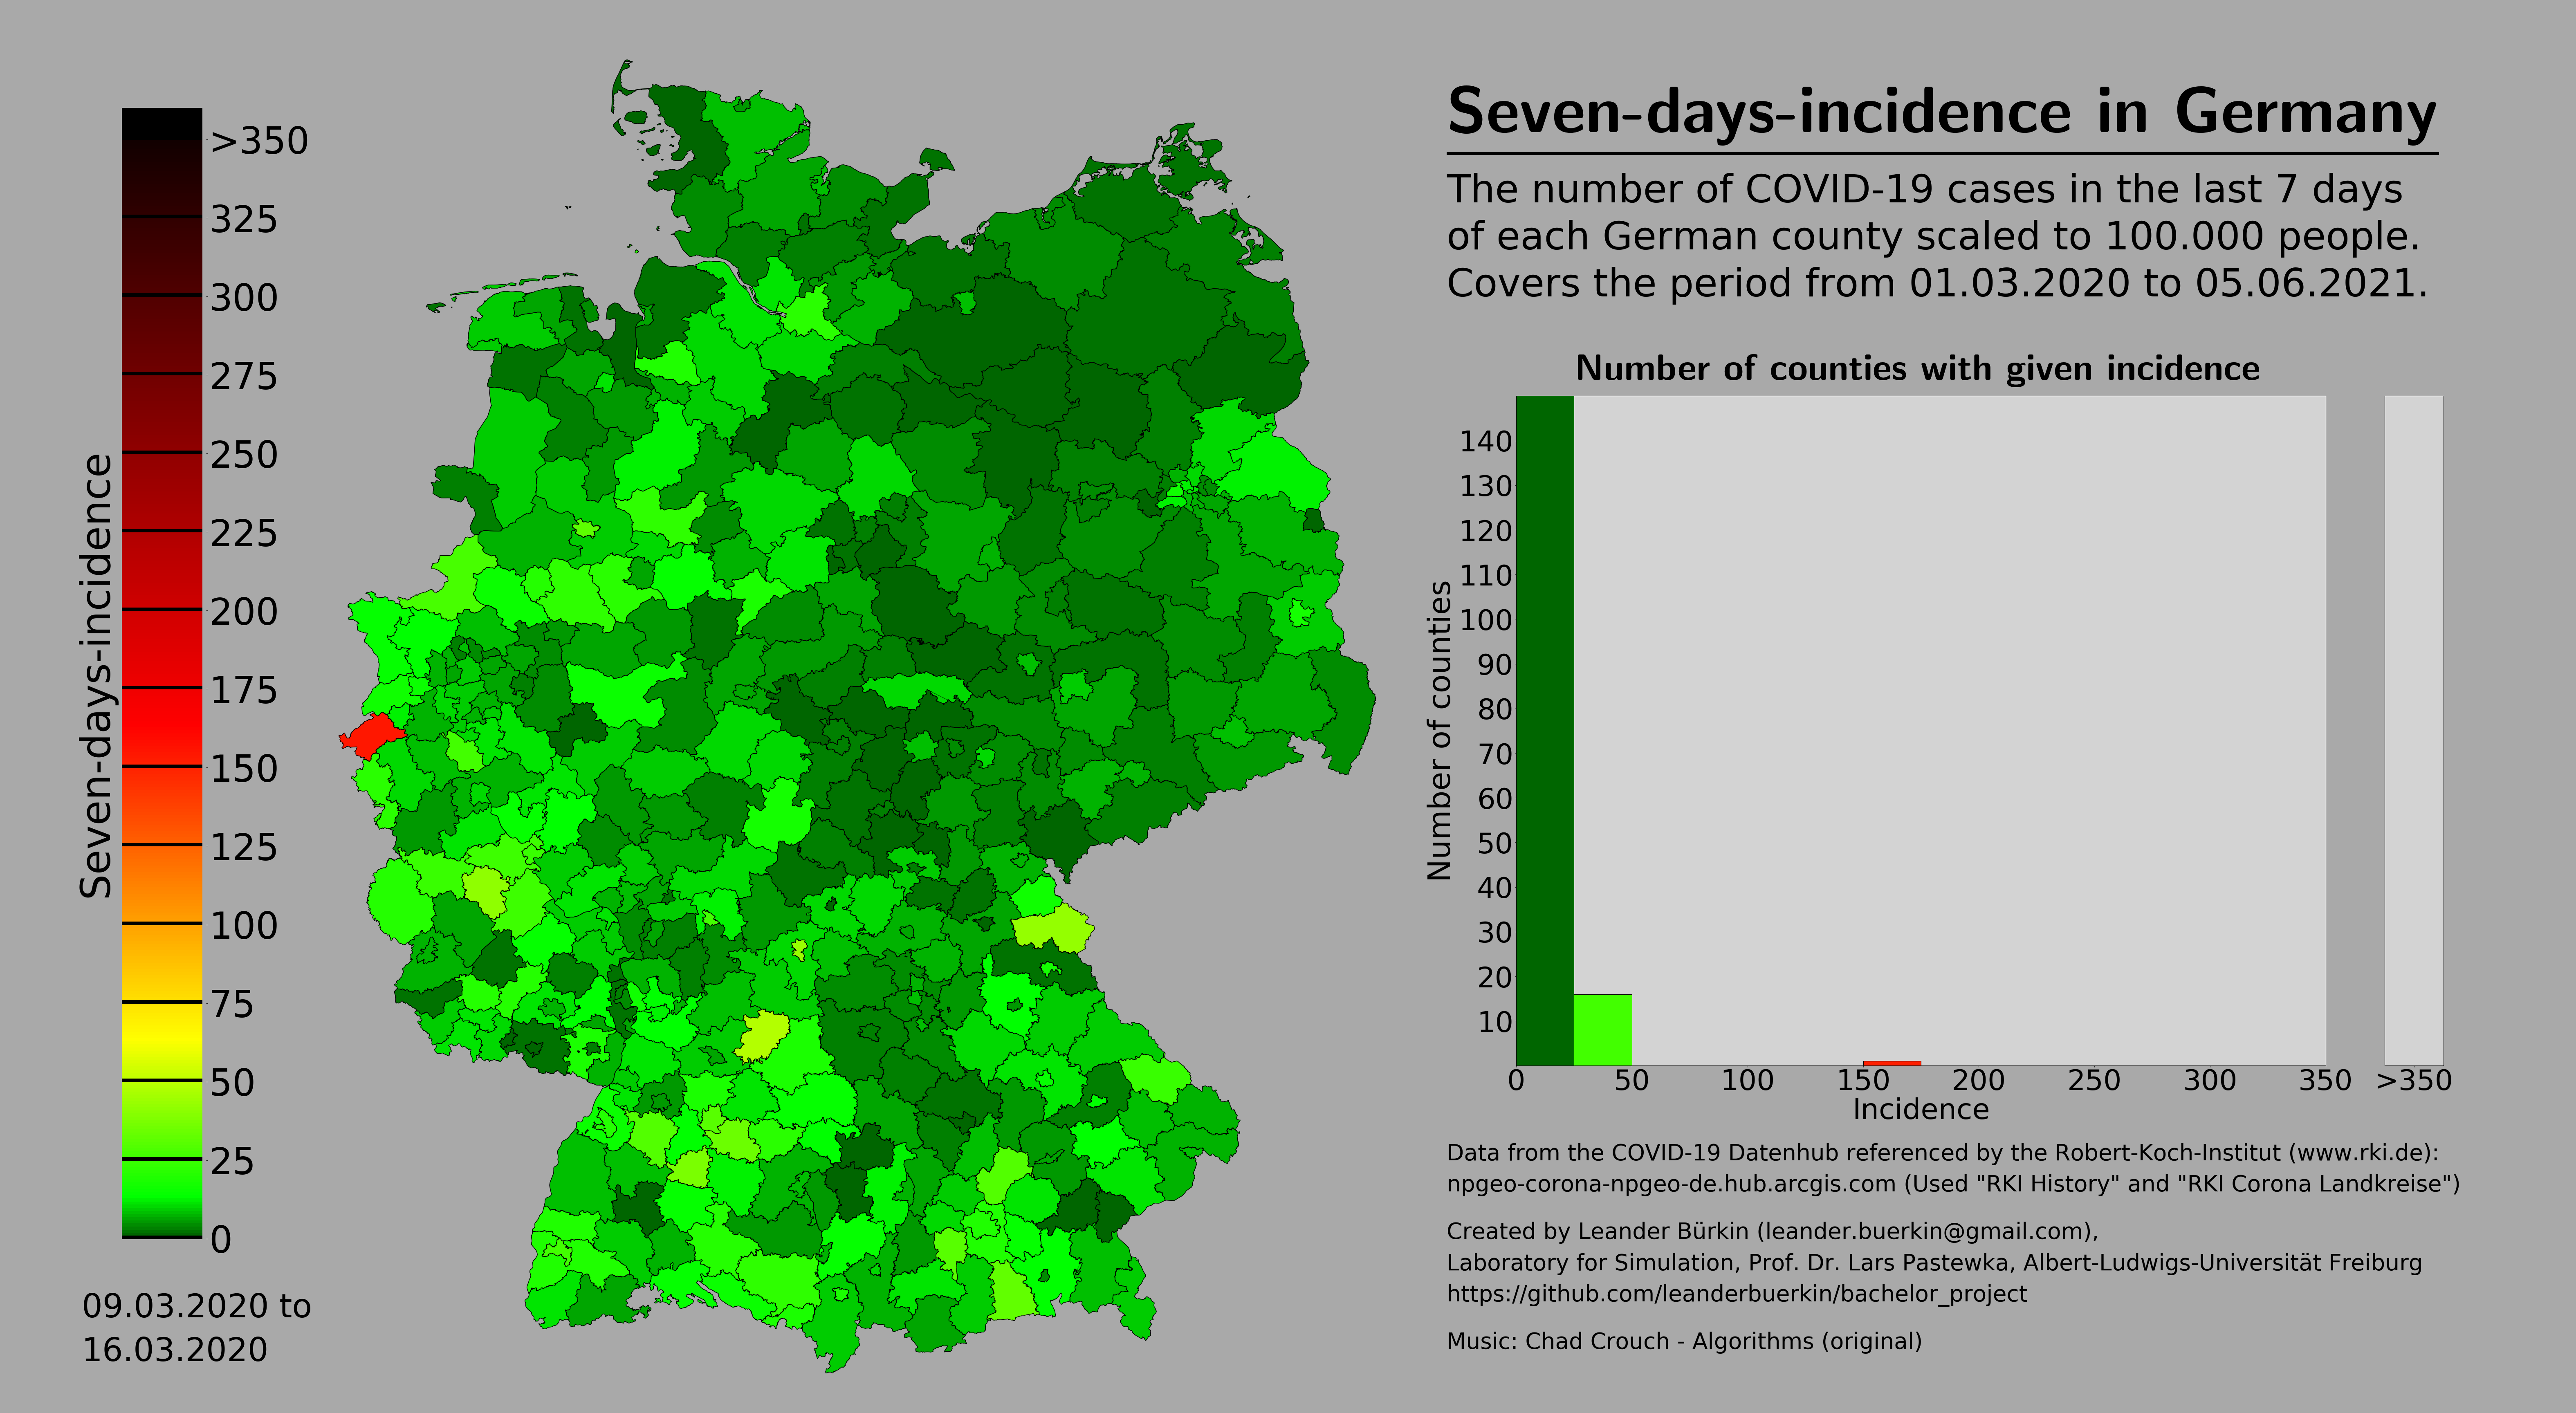 Seven-days-incidence
>350
325
300
275
250
225
200
175
150
125
100
75
50
25
0
09.03.2020 to
16.03.2020
Seven-days-incidence in Germany
The number of COVID-19 cases in the last 7 days
of each German county scaled to 100.000 people.
Covers the period from 01.03.2020 to 05.06.2021.
Number of counties with given incidence
Number of counties
140
130
120
110
100
90
80
70
60
50
40
30
20
10
0 50 100 150 200 250 300 350 >350
Incidence
Data from the COVID-19 Datenhub referenced by the Robert-Koch-Institut (www.rki.de):
npgeo-corona-npgeo-de.hub.arcgis.com (Used "RKI History" and "RKI Corona Landkreise")
Created by Leander Bürkin (leander.buerkin@gmail.com),
Laboratory for Simulation, Prof. Dr. Lars Pastewka, Albert-Ludwigs-Universität Freiburg
https://github.com/leanderbuerkin/bachelor_project
Music: Chad Crouch - Algorithms (original)